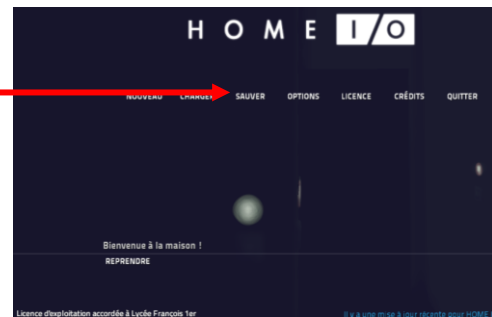 HOME I/O
NOUVEAU CHARGER SAUVER OPTIONS LICENCE CRÉDITS QUITTER
Bienvenue à la maison !
REPRENDRE
Licence d'exploitation accordée à Lycée François 1er
Il y a une mise à jour récente pour HOME